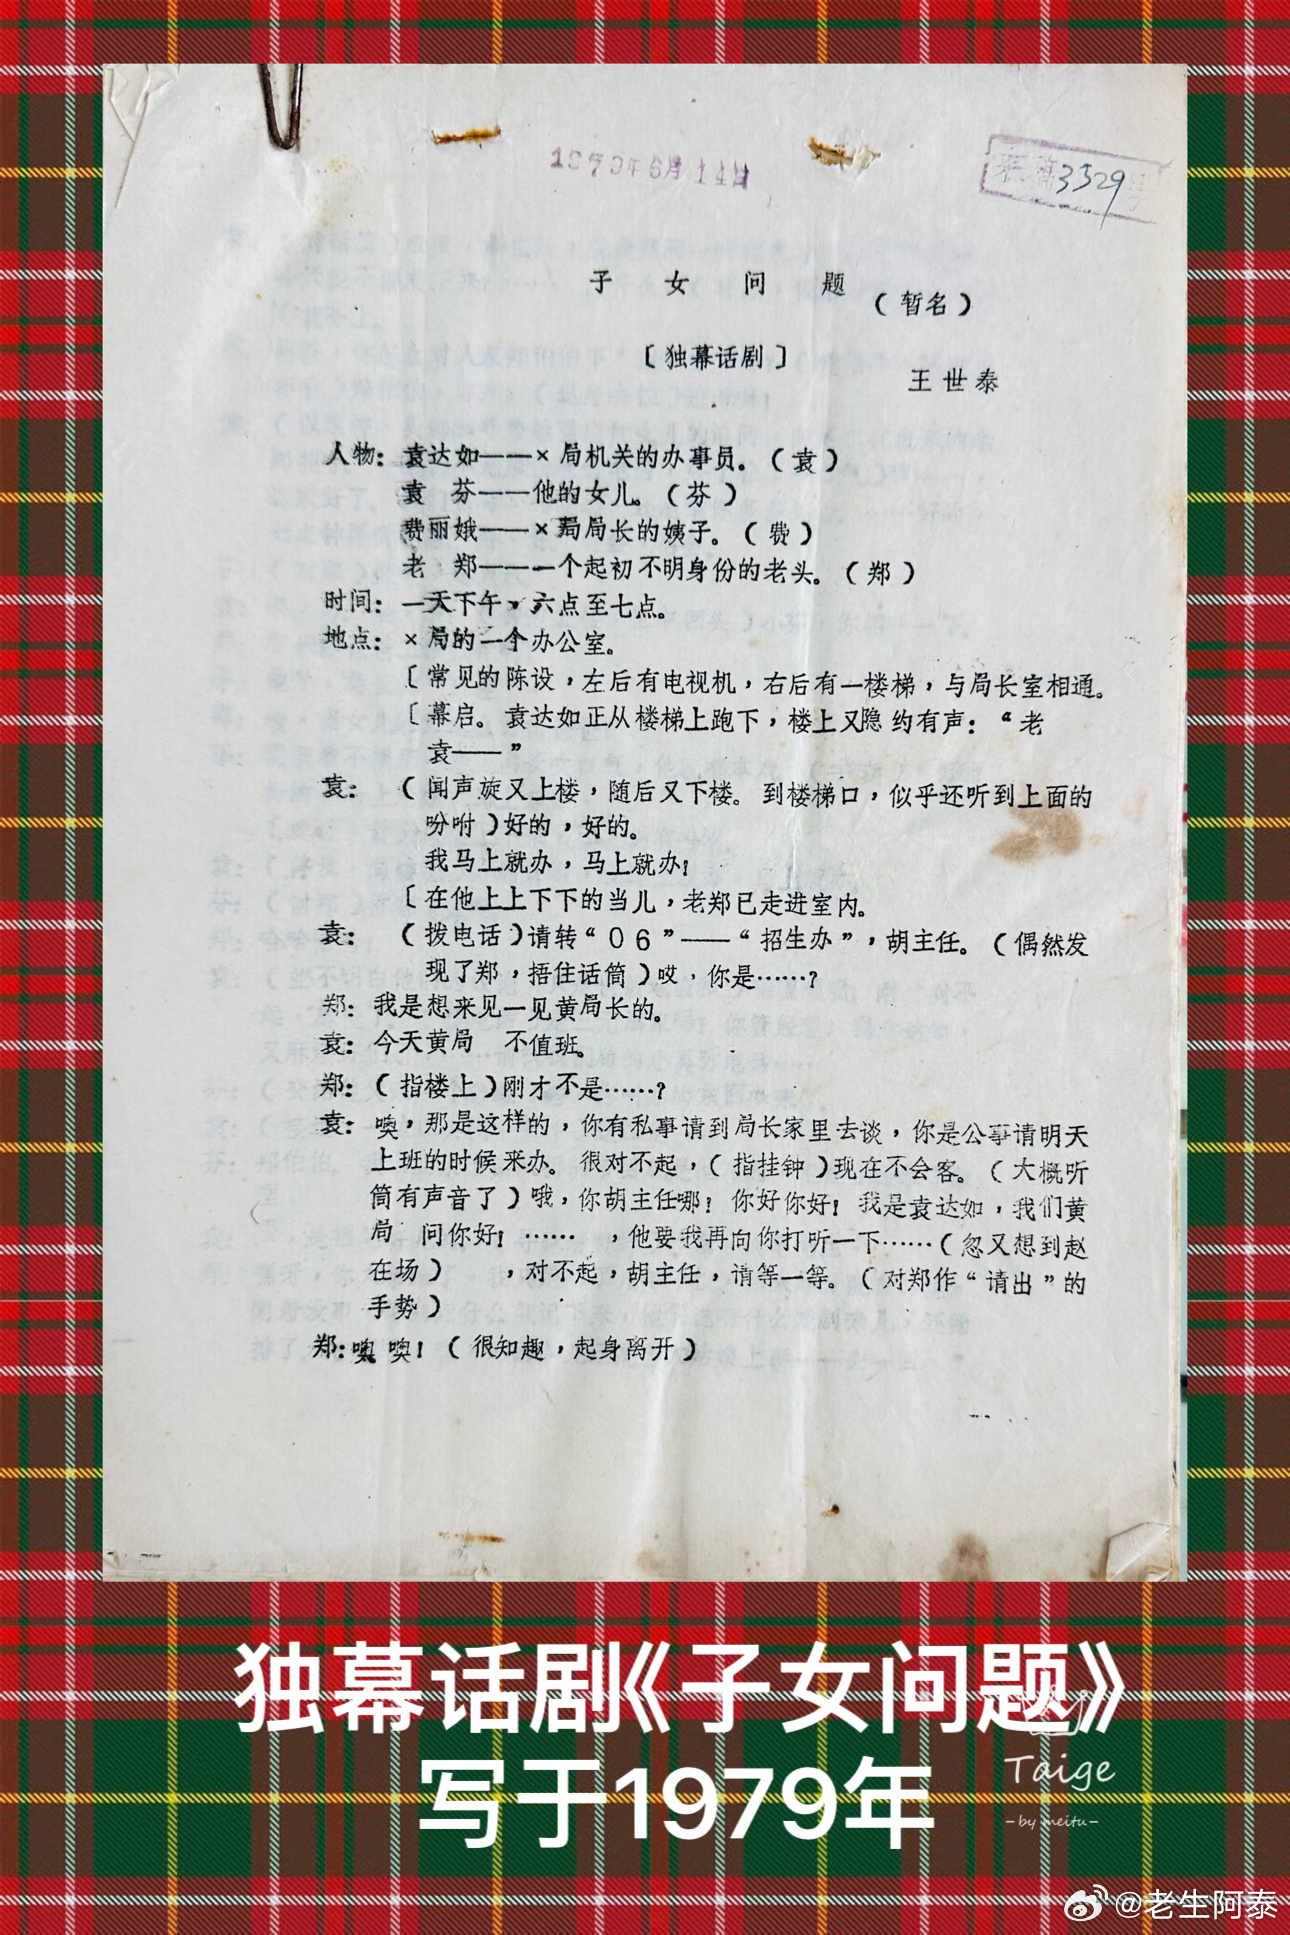 1979年6月14日
来稿3529号
子女问题
(暂名)
〔独幕话剧〕
王世泰
人物：袁达如——×局机关的办事员。(袁)
袁 芬——他的女儿。(芬)
费丽娥——×局局长的姨子。(费)
老 郑——一个起初不明身份的老头。(郑)
时间：一天下午，六点至七点。
地点：×局的一个办公室。
〔常见的陈设，左后有电视机，右后有一楼梯，与局长室相通。
〔幕启。袁达如正从楼梯上跑下，楼上又隐约有声：“老
袁——”
袁：(闻声旋又上楼，随后又下楼。到楼梯口，似乎还听到上面的
吩咐)好的，好的。
我马上就办，马上就办！
〔在他上上下下的当儿，老郑已走进室内。
袁：(拨电话)请转“06”——“招生办”，胡主任。(偶然发
现了郑，捂住话筒)哎，你是……？
郑：我是想来见一见黄局长的。
袁：今天黄局 不值班。
郑：(指楼上)刚才不是……？
袁：噢，那是这样的，你有私事请到局长家里去谈，你是公事请明天
上班的时候来办。很对不起，(指挂钟)现在不会客。(大概听
筒有声音了)哦，你胡主任哪！你好你好！我是袁达如，我们黄
局 问你好！…… ，他要我再向你打听一下……(忽又想到赵
在场) ，对不起，胡主任，请等一等。(对郑作“请出”的
手势)
郑：噢噢！(很知趣，起身离开)
独幕话剧《子女问题》
写于1979年
Taige
-by meitu-
@老生阿泰